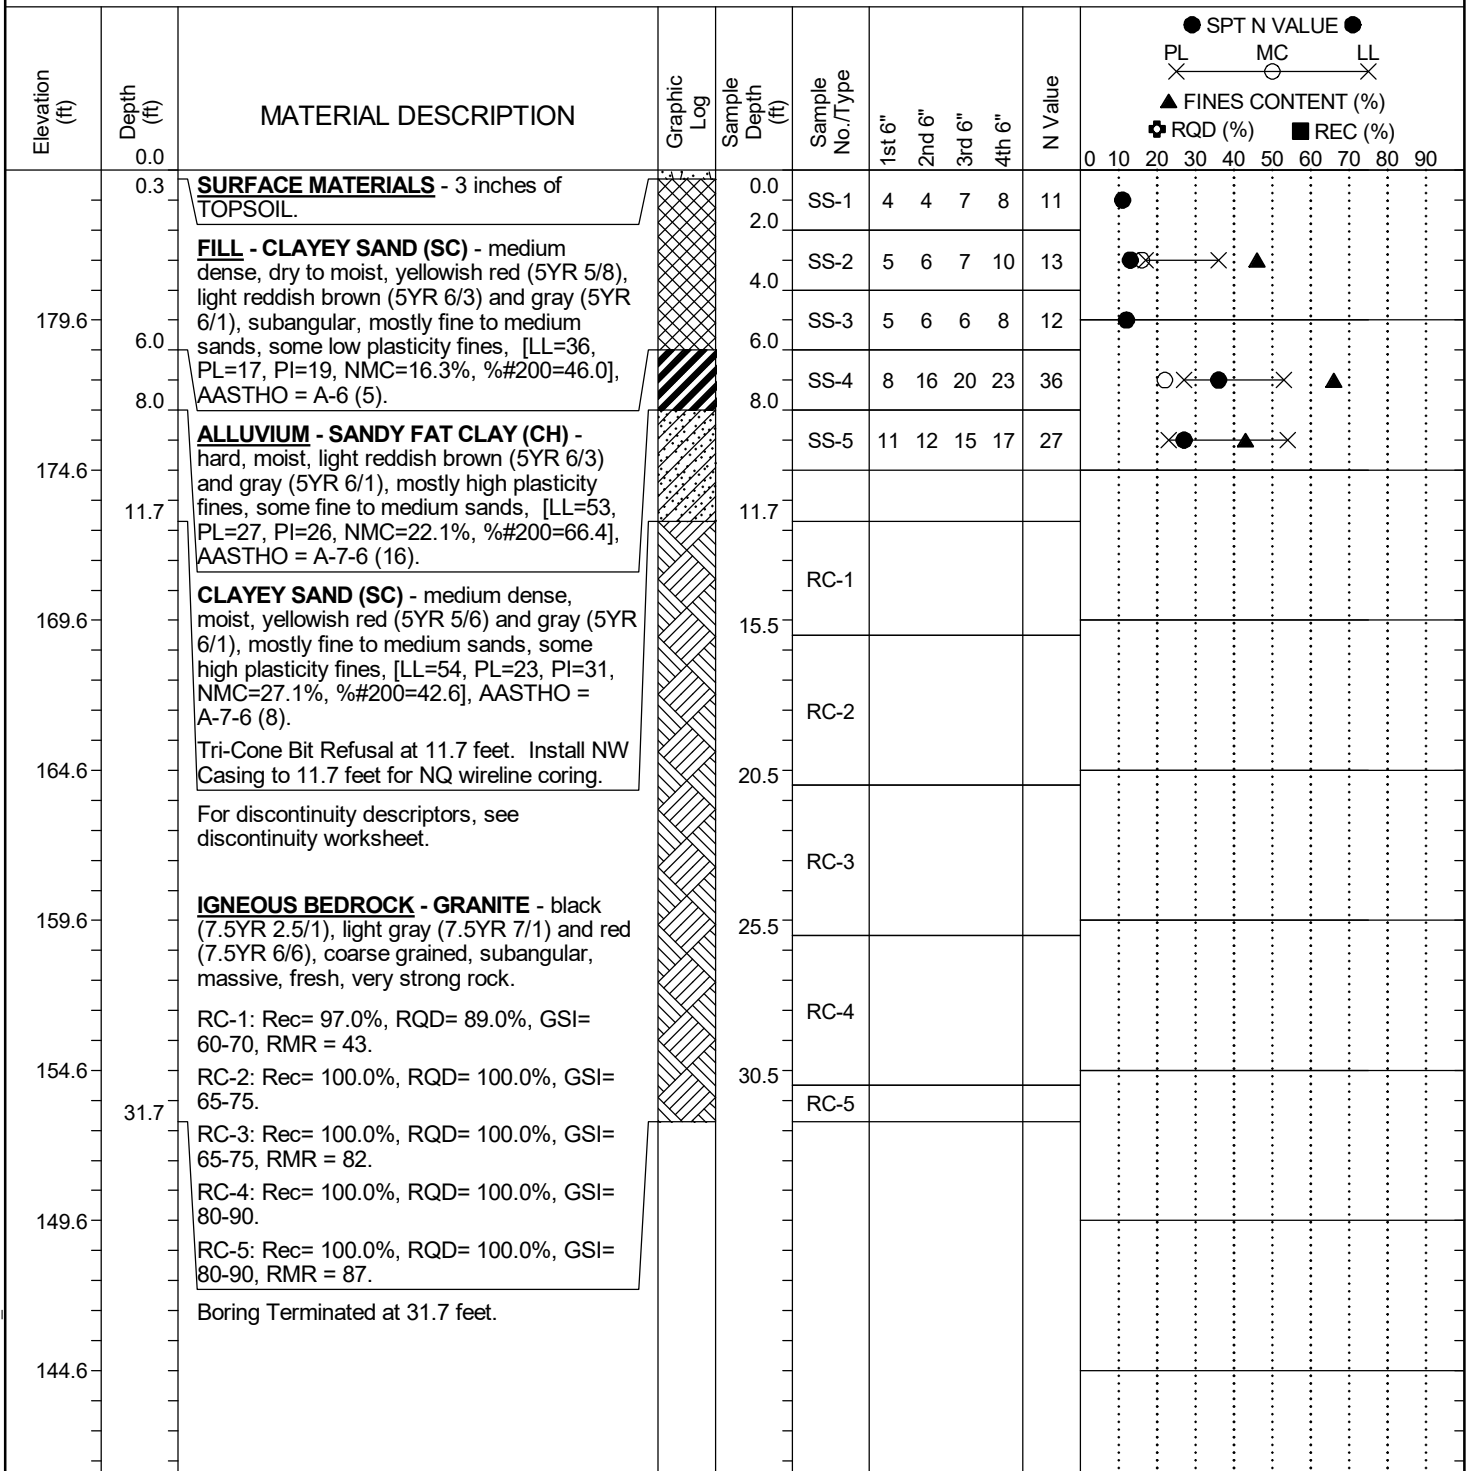 Elevation (ft)
Depth (ft)
0.0
MATERIAL DESCRIPTION
Graphic Log
Sample Depth (ft)
Sample No./Type
1st 6"
2nd 6"
3rd 6"
4th 6"
N Value
SPT N VALUE
PL MC LL
FINES CONTENT (%)
RQD (%) REC (%)
0 10 20 30 40 50 60 70 80 90
0.3
SURFACE MATERIALS - 3 inches of
TOPSOIL.
FILL - CLAYEY SAND (SC) - medium
dense, dry to moist, yellowish red (5YR 5/8),
light reddish brown (5YR 6/3) and gray (5YR
6/1), subangular, mostly fine to medium
sands, some low plasticity fines, [LL=36,
PL=17, PI=19, NMC=16.3%, %#200=46.0],
AASTHO = A-6 (5).
ALLUVIUM - SANDY FAT CLAY (CH) -
hard, moist, light reddish brown (5YR 6/3)
and gray (5YR 6/1), mostly high plasticity
fines, some fine to medium sands, [LL=53,
PL=27, PI=26, NMC=22.1%, %#200=66.4],
AASTHO = A-7-6 (16).
CLAYEY SAND (SC) - medium dense,
moist, yellowish red (5YR 5/6) and gray (5YR
6/1), mostly fine to medium sands, some
high plasticity fines, [LL=54, PL=23, PI=31,
NMC=27.1%, %#200=42.6], AASTHO =
A-7-6 (8).
Tri-Cone Bit Refusal at 11.7 feet. Install NW
Casing to 11.7 feet for NQ wireline coring.
For discontinuity descriptors, see
discontinuity worksheet.
IGNEOUS BEDROCK - GRANITE - black
(7.5YR 2.5/1), light gray (7.5YR 7/1) and red
(7.5YR 6/6), coarse grained, subangular,
massive, fresh, very strong rock.
RC-1: Rec= 97.0%, RQD= 89.0%, GSI=
60-70, RMR = 43.
RC-2: Rec= 100.0%, RQD= 100.0%, GSI=
65-75.
RC-3: Rec= 100.0%, RQD= 100.0%, GSI=
65-75, RMR = 82.
RC-4: Rec= 100.0%, RQD= 100.0%, GSI=
80-90.
RC-5: Rec= 100.0%, RQD= 100.0%, GSI=
80-90, RMR = 87.
Boring Terminated at 31.7 feet.
179.6
174.6
169.6
164.6
159.6
154.6
149.6
144.6
6.0
8.0
11.7
31.7
0.0
2.0
4.0
6.0
8.0
11.7
15.5
20.5
25.5
30.5
SS-1 4 4 7 8 11
SS-2 5 6 7 10 13
SS-3 5 6 6 8 12
SS-4 8 16 20 23 36
SS-5 11 12 15 17 27
RC-1
RC-2
RC-3
RC-4
RC-5